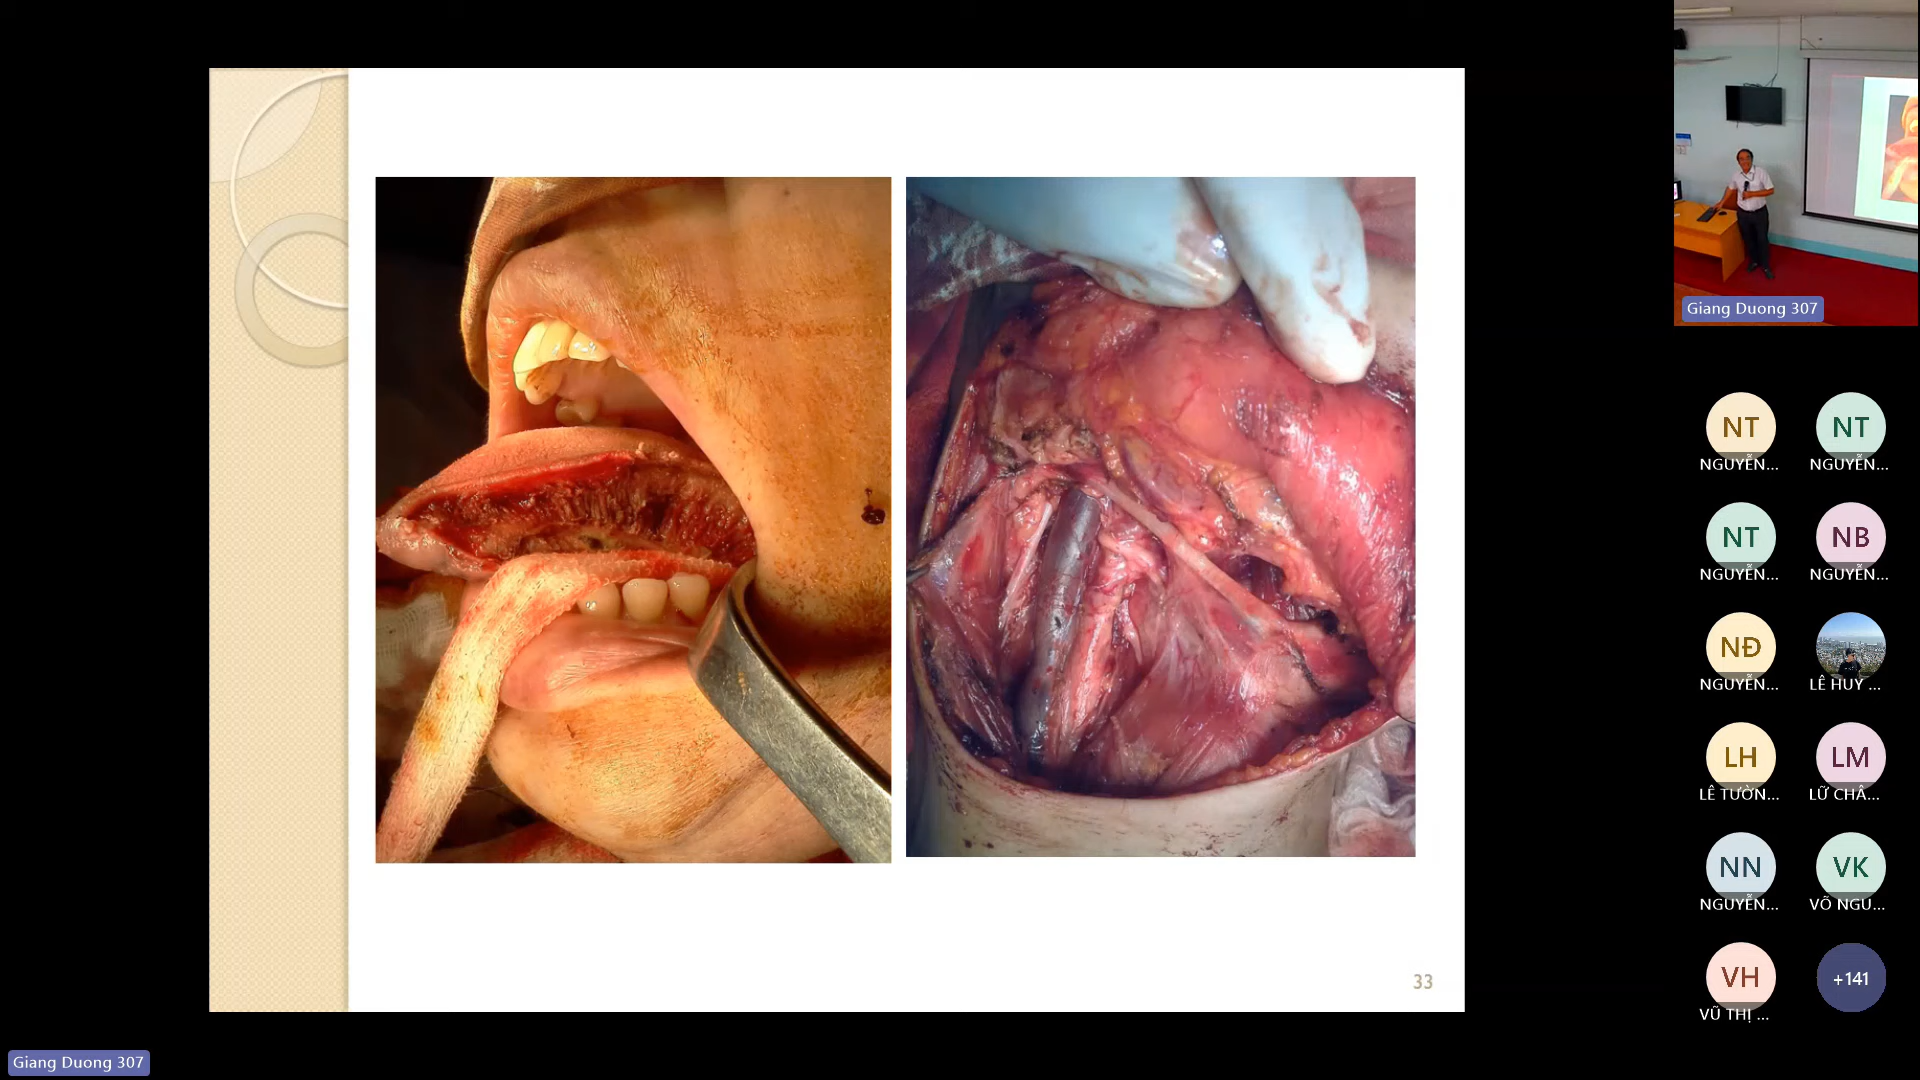 33
Giang Duong 307
NT
NT
NGUYỄN...
NGUYỄN...
NT
NB
NGUYỄN...
NGUYỄN...
NĐ
NGUYỄN...
LÊ HUY ...
LH
LM
LÊ TƯỜN...
LỮ CHÂ...
NN
VK
NGUYỄN...
VÕ NGU...
VH
+141
VŨ THỊ ...
Giang Duong 307